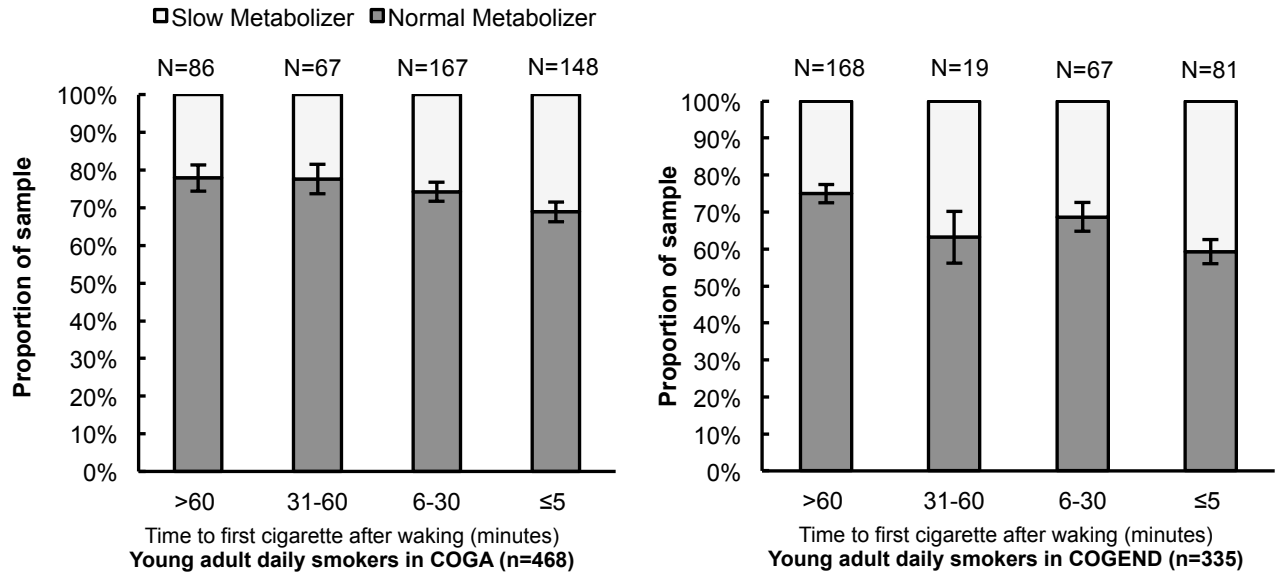 Slow Metabolizer Normal Metabolizer
N=86 N=67 N=167 N=148
100%
90%
80%
70%
60%
50%
40%
30%
20%
10%
0%
Proportion of sample
>60 31-60 6-30 ≤5
Time to first cigarette after waking (minutes)
Young adult daily smokers in COGA (n=468)
N=168 N=19 N=67 N=81
100%
90%
80%
70%
60%
50%
40%
30%
20%
10%
0%
Proportion of sample
>60 31-60 6-30 ≤5
Time to first cigarette after waking (minutes)
Young adult daily smokers in COGEND (n=335)